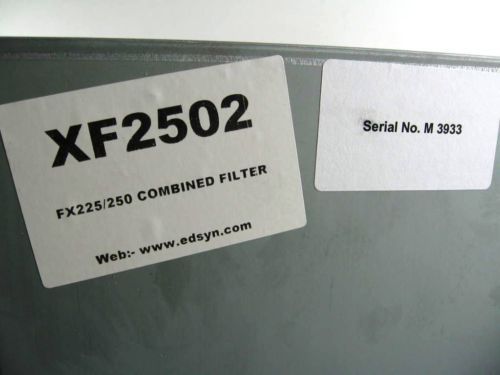 XF2502
FX225/250 COMBINED FILTER
Web:- www.edsyn.com
Serial No. M 3933